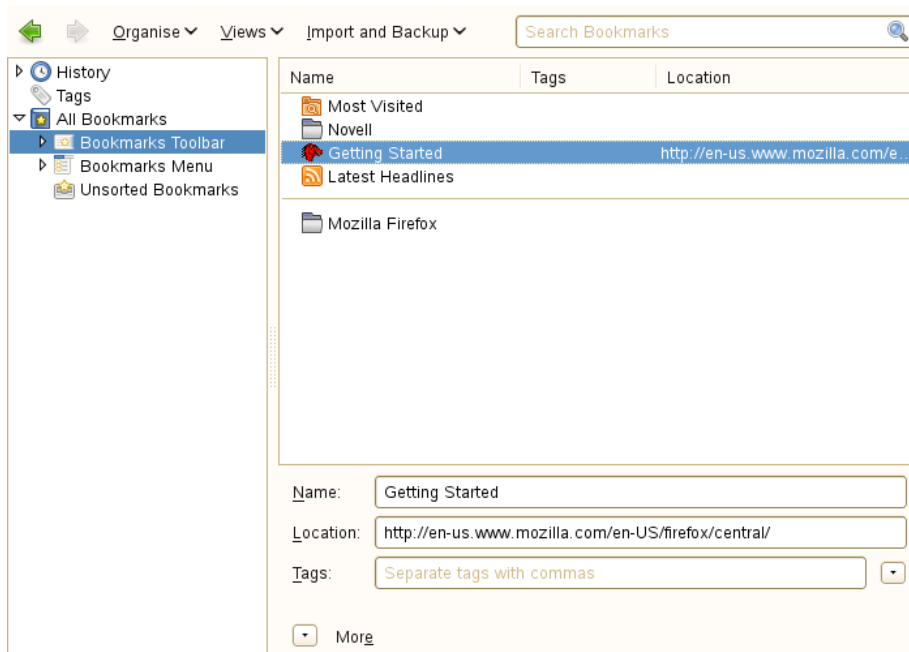 Organise Views Import and Backup Search Bookmarks
History
Tags
All Bookmarks
Bookmarks Toolbar
Bookmarks Menu
Unsorted Bookmarks
Name Tags Location
Most Visited
Novell
Getting Started http://en-us.www.mozilla.com/e...
Latest Headlines
Mozilla Firefox
Name: Getting Started
Location: http://en-us.www.mozilla.com/en-US/firefox/central/
Tags: Separate tags with commas
More